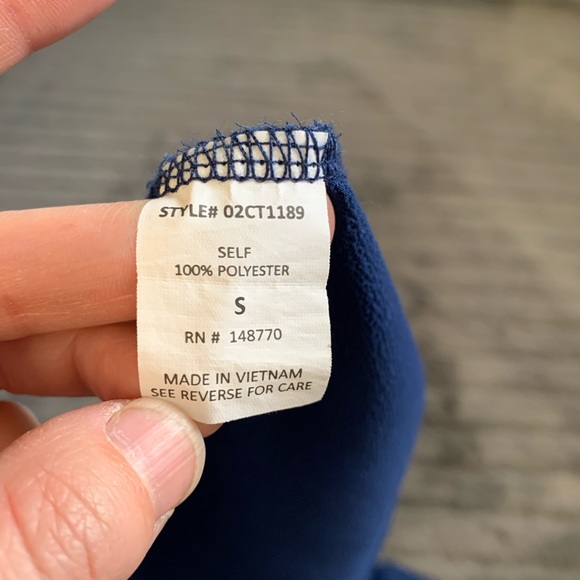 STYLE# 02CT1189
SELF
100% POLYESTER
S
RN # 148770
MADE IN VIETNAM
SEE REVERSE FOR CARE